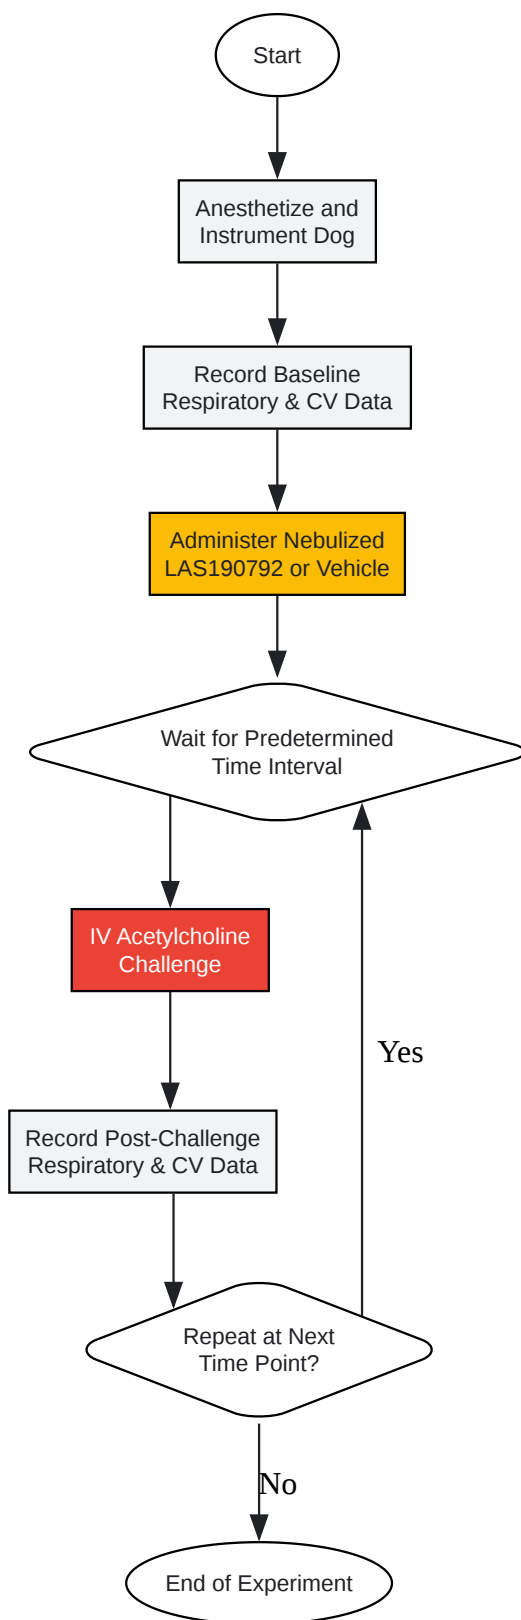 Start
Anesthetize and
Instrument Dog
Record Baseline
Respiratory & CV Data
Administer Nebulized
LAS190792 or Vehicle
Wait for Predetermined
Time Interval
IV Acetylcholine
Challenge
Yes
Record Post-Challenge
Respiratory & CV Data
Repeat at Next
Time Point?
No
End of Experiment